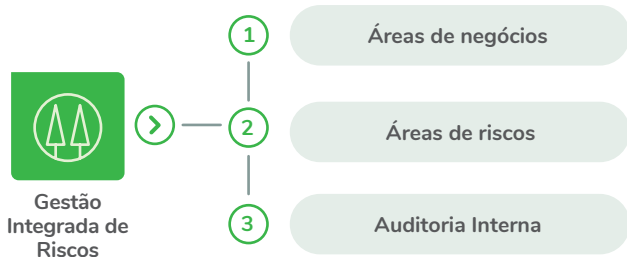 Gestão
Integrada de
Riscos
1
Áreas de negócios
2
Áreas de riscos
3
Auditoria Interna